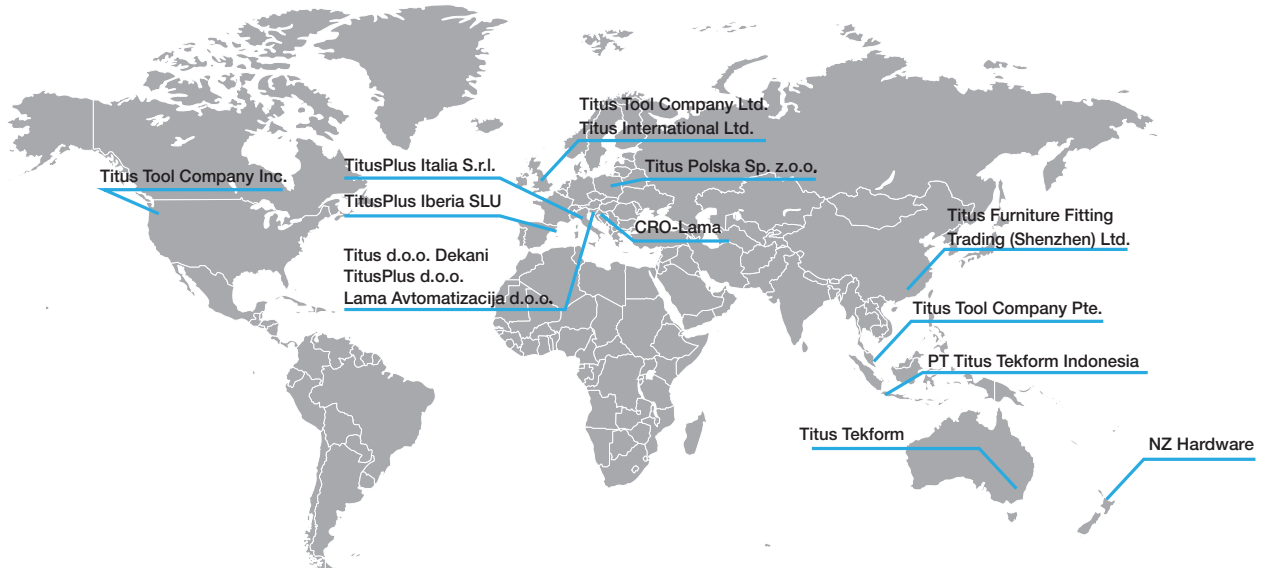 Titus Tool Company Ltd.
Titus International Ltd.
TitusPlus Italia S.r.l.
Titus Polska Sp. z.o.o.
Titus Tool Company Inc.
TitusPlus Iberia SLU
CRO-Lama
Titus Furniture Fitting
Trading (Shenzhen) Ltd.
Titus d.o.o. Dekani
TitusPlus d.o.o.
Lama Avtomatizacija d.o.o.
Titus Tool Company Pte.
PT Titus Tekform Indonesia
Titus Tekform
NZ Hardware